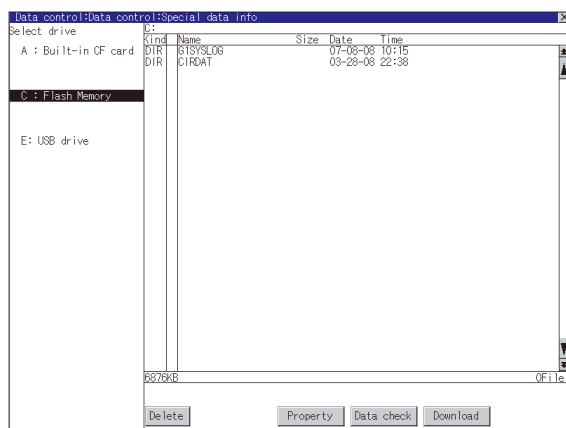 Data control:Data control:Special data info
Select drive
C:
Kind Name Size Date Time
A : Built-in CF card
DIR G1SYSLOG 07-08-08 10:15
DIR CIRDAT 03-28-08 22:38
C : Flash Memory
E: USB drive
6876KB 0File
Delete Property Data check Download